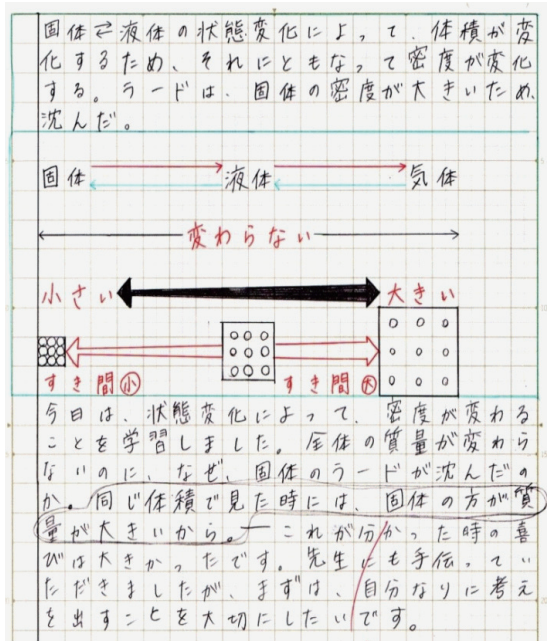 固体⇄液体の状態変化によって、体積が変
化するため、それにともなって密度が変化
する。ラードは、固体の密度が大きいため
沈んだ。
固体 液体 気体
変わらない
小さい 大きい
すき間小 すき間大
今日は、状態変化によって、密度が変わる
ことを学習しました。全体の質量が変わら
ないのに、なぜ、固体のラードが沈んだの
か。同じ体積で見た時には、固体の方が質
量が大きいから。―これが分かった時の喜
びは大きかったです。先生にも手伝ってい
ただきましたが、まずは、自分なりに考え
を出すことを大切にしたいです。